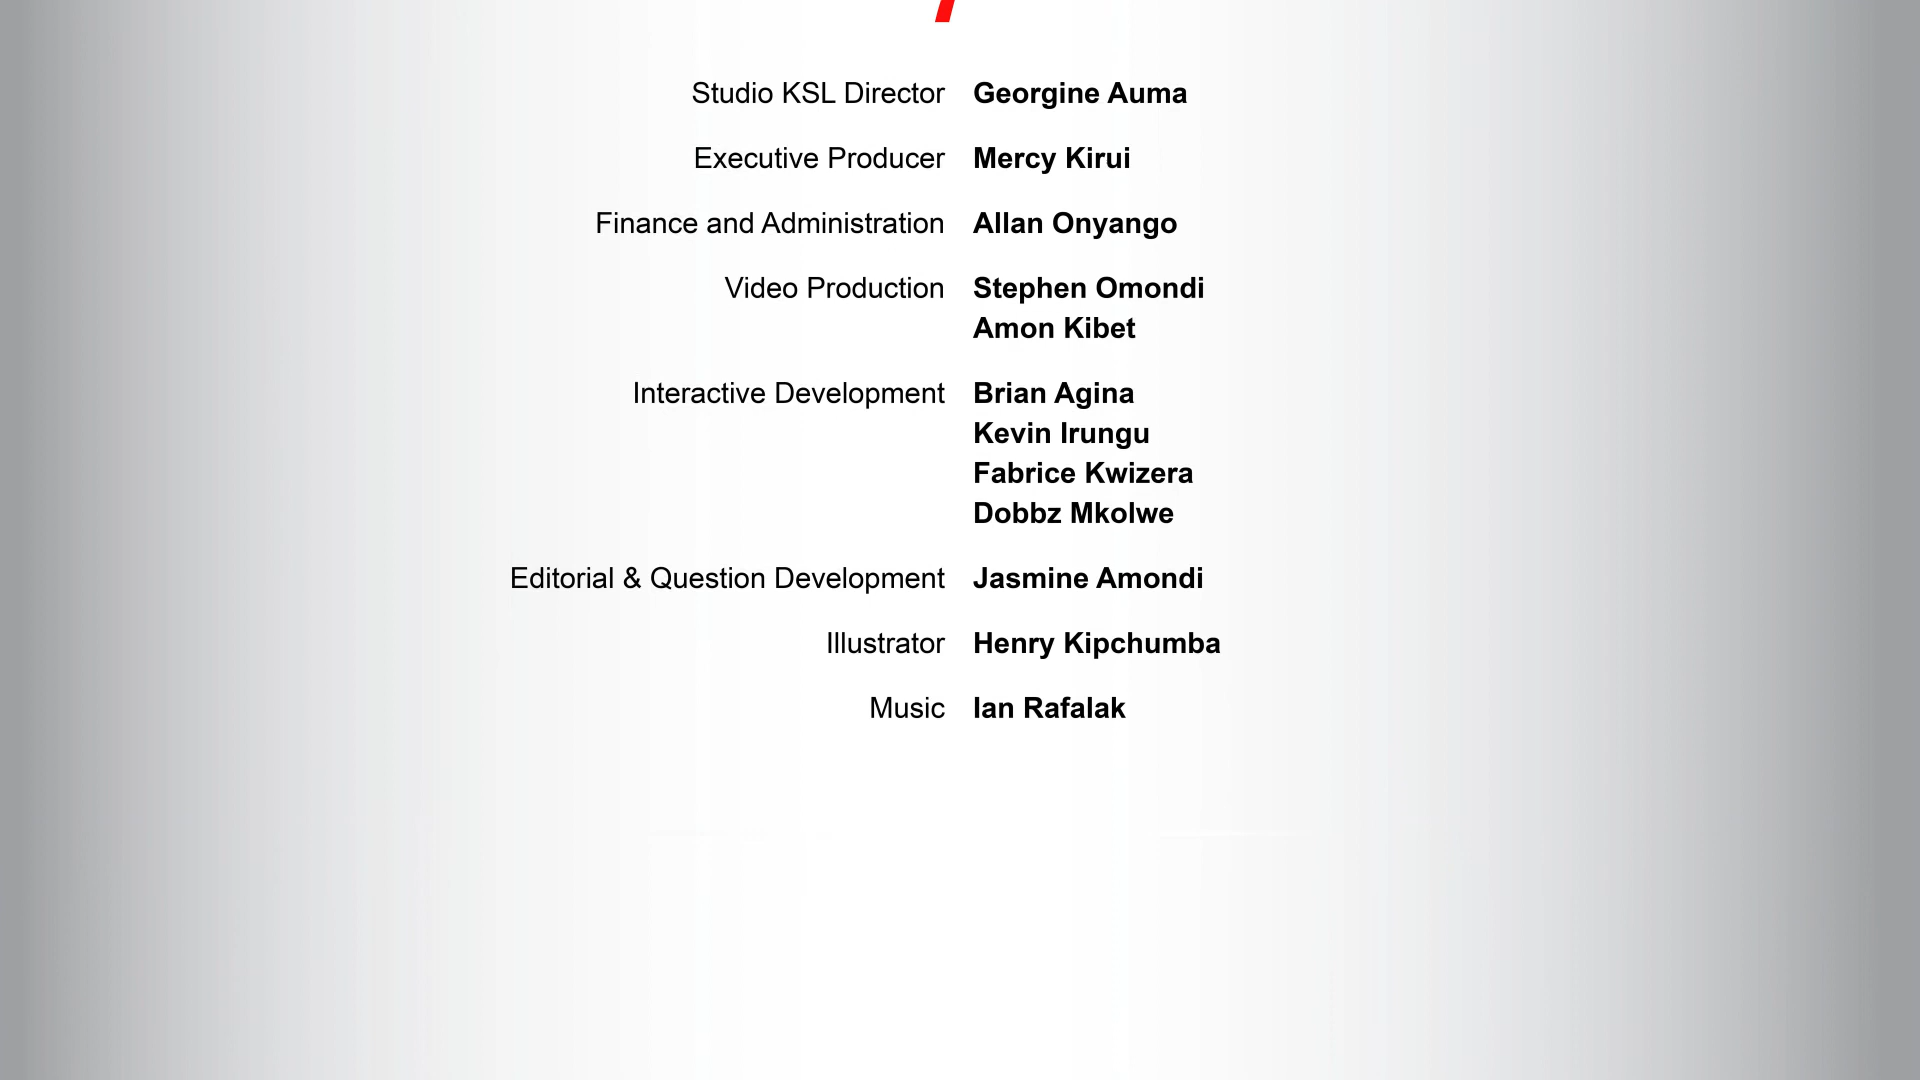 Studio KSL Director Georgine Auma
Executive Producer Mercy Kirui
Finance and Administration Allan Onyango
Video Production Stephen Omondi
Amon Kibet
Interactive Development Brian Agina
Kevin Irungu
Fabrice Kwizera
Dobbz Mkolwe
Editorial & Question Development Jasmine Amondi
Illustrator Henry Kipchumba
Music Ian Rafalak